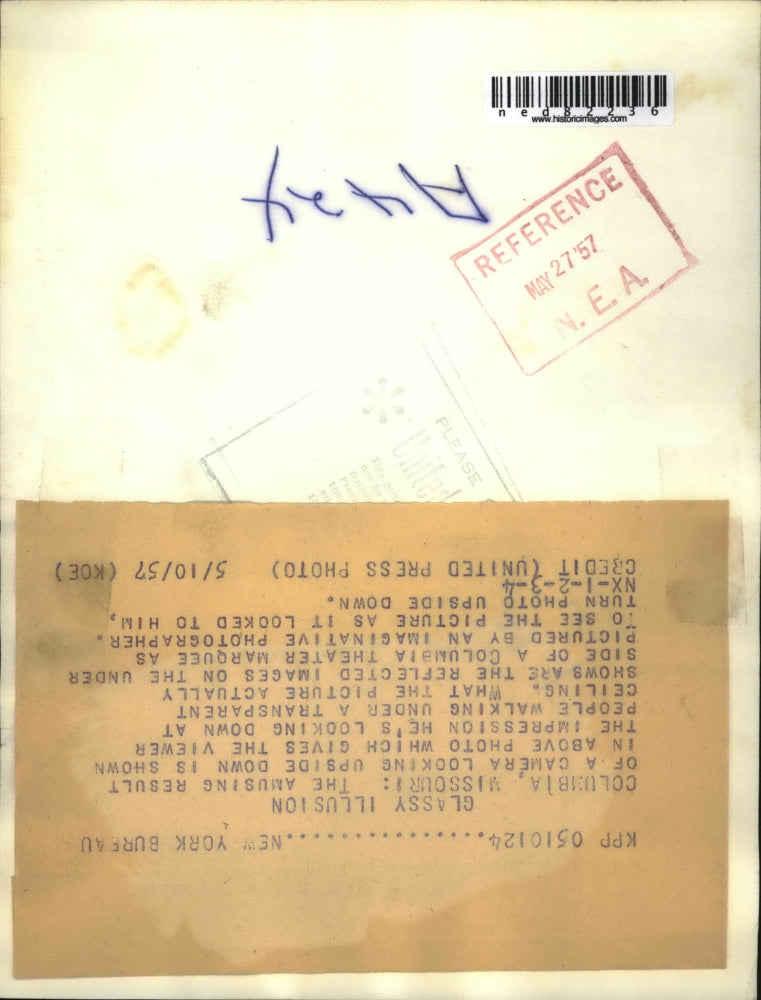 ned82236
www.historicimages.com
REFERENCE
MAY 27 '57
N. E. A.
PLEASE
United
KPP 0510124...................NEW YORK BUREAU
GLASSY ILLUSION
COLUMBIA, MISSOURI: THE AMUSING RESULT
OF A CAMERA LOOKING UPSIDE DOWN IS SHOWN
IN ABOVE PHOTO WHICH GIVES THE VIEWER
THE IMPRESSION HE'S LOOKING DOWN AT
PEOPLE WALKING UNDER A TRANSPARENT
CEILING. WHAT THE PICTURE ACTUALLY
SHOWS ARE THE REFLECTED IMAGES ON THE UNDER
SIDE OF A COLUMBIA THEATER MARQUEE AS
PICTURED BY AN IMAGINATIVE PHOTOGRAPHER.
TO SEE THE PICTURE AS IT LOOKED TO HIM,
TURN PHOTO UPSIDE DOWN.
NX-1-2-3-4
CREDIT (UNITED PRESS PHOTO) 5/10/57 (KOE)